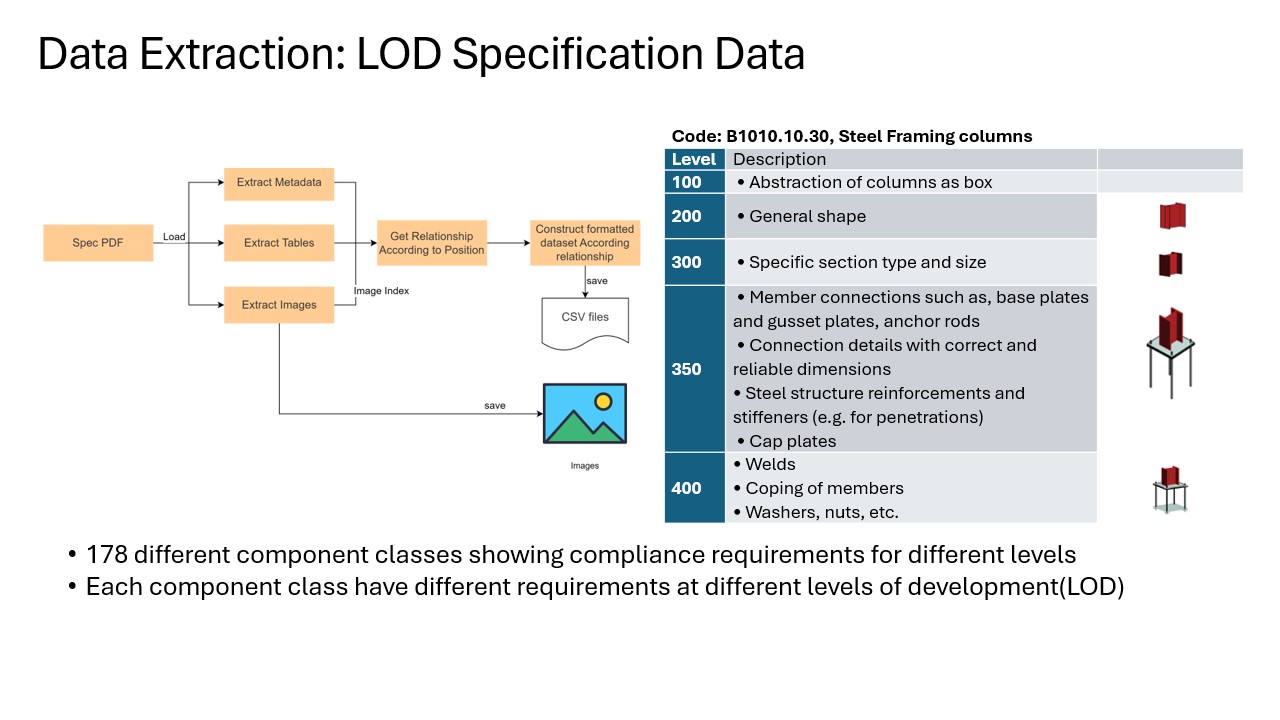 Data Extraction: LOD Specification Data
Spec PDF
Load
Extract Metadata
Extract Tables
Extract Images
Image Index
Get Relationship
According to Position
Construct formatted
dataset According
relationship
save
CSV files
save
Images
Code: B1010.10.30, Steel Framing columns
Level Description
100 • Abstraction of columns as box
200 • General shape
300 • Specific section type and size
350
• Member connections such as, base plates
and gusset plates, anchor rods
• Connection details with correct and
reliable dimensions
• Steel structure reinforcements and
stiffeners (e.g. for penetrations)
• Cap plates
400
• Welds
• Coping of members
• Washers, nuts, etc.
• 178 different component classes showing compliance requirements for different levels
• Each component class have different requirements at different levels of development(LOD)